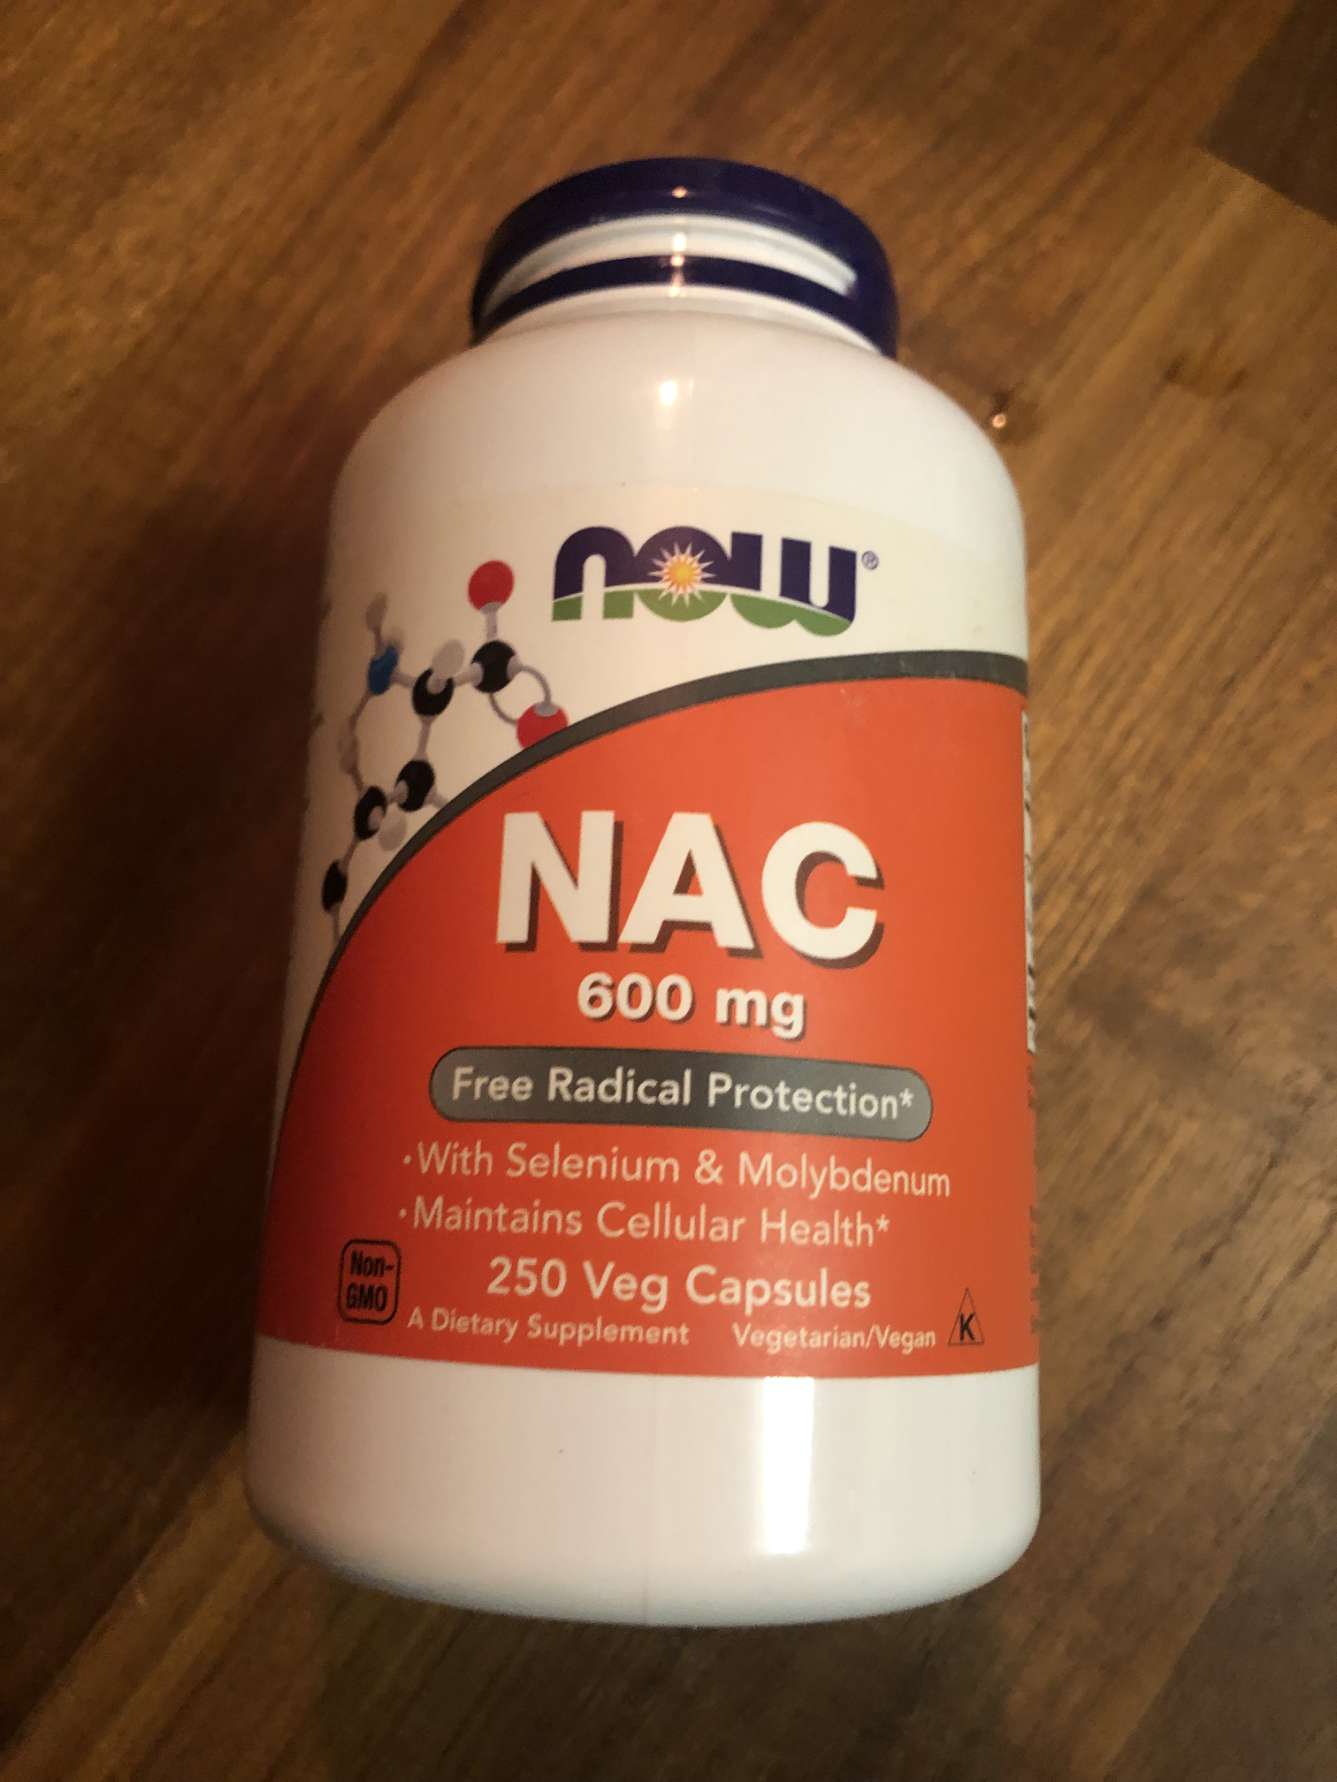 NOW®
NAC
600 mg
Free Radical Protection*
•With Selenium & Molybdenum
•Maintains Cellular Health*
250 Veg Capsules
Non-
GMO
A Dietary Supplement Vegetarian/Vegan K